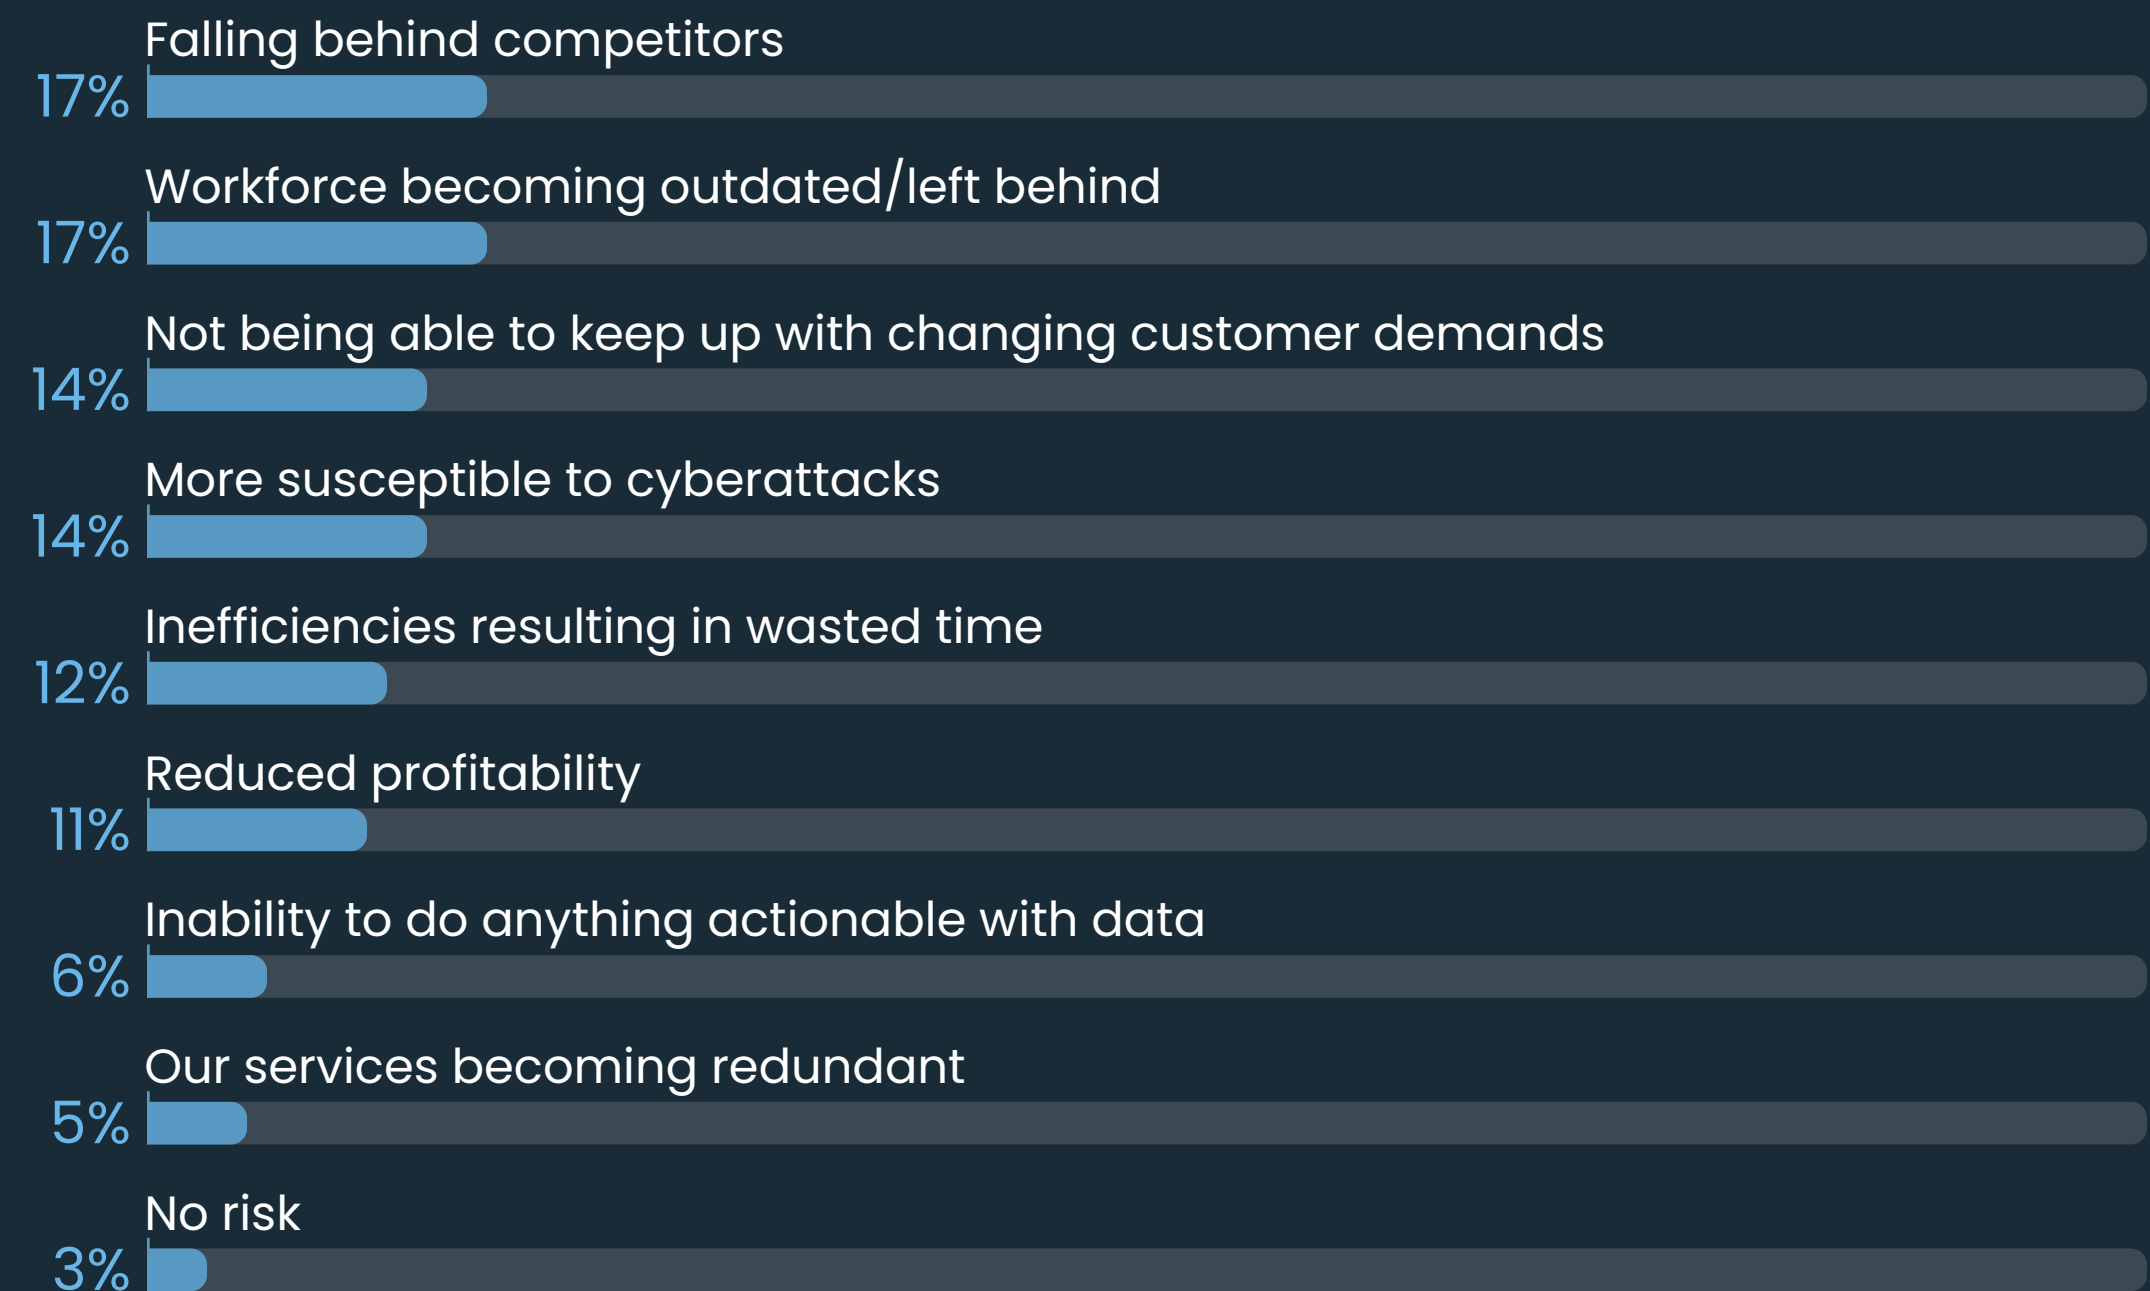 Falling behind competitors
17%
Workforce becoming outdated/left behind
17%
Not being able to keep up with changing customer demands
14%
More susceptible to cyberattacks
14%
Inefficiencies resulting in wasted time
12%
Reduced profitability
11%
Inability to do anything actionable with data
6%
Our services becoming redundant
5%
No risk
3%